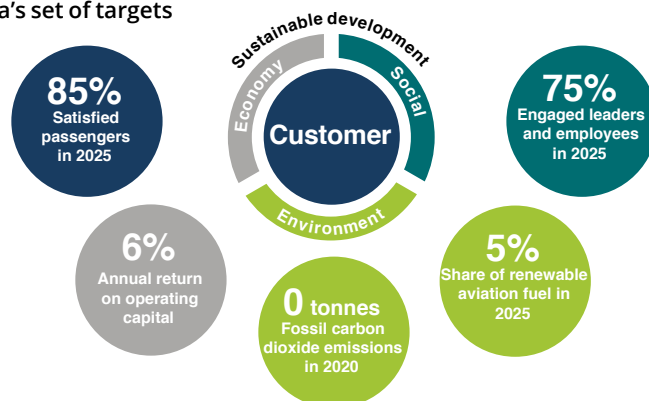 a's set of targets
Sustainable development
Economy
Social
Environment
Customer
85%
Satisfied
passengers
in 2025
75%
Engaged leaders
and employees
in 2025
6%
Annual return
on operating
capital
0 tonnes
Fossil carbon
dioxide emissions
in 2020
5%
Share of renewable
aviation fuel in
2025